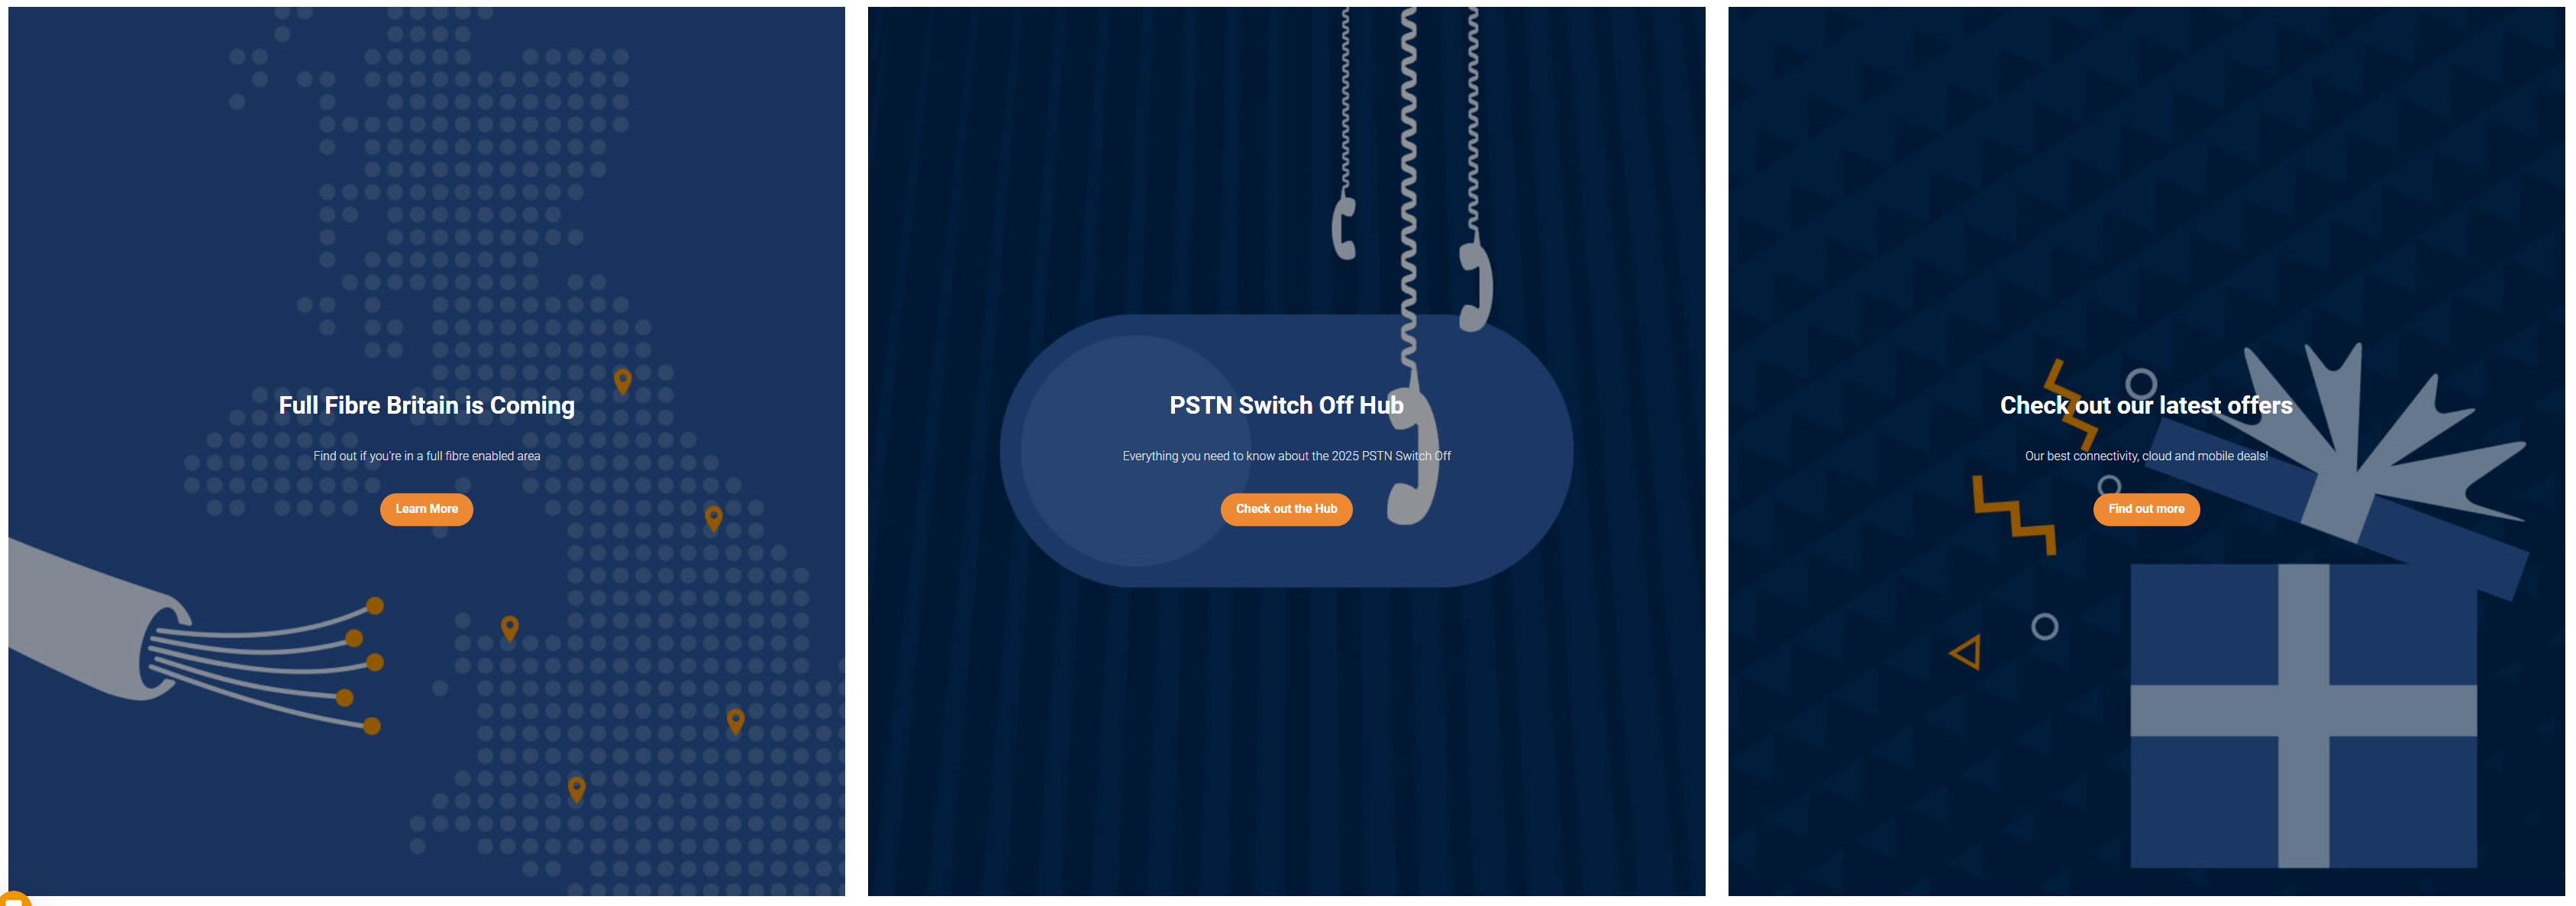 Full Fibre Britain is Coming
Find out if you're in a full fibre enabled area
Learn More
PSTN Switch Off Hub
Everything you need to know about the 2025 PSTN Switch Off
Check out the Hub
Check out our latest offers
Our best connectivity, cloud and mobile deals!
Find out more